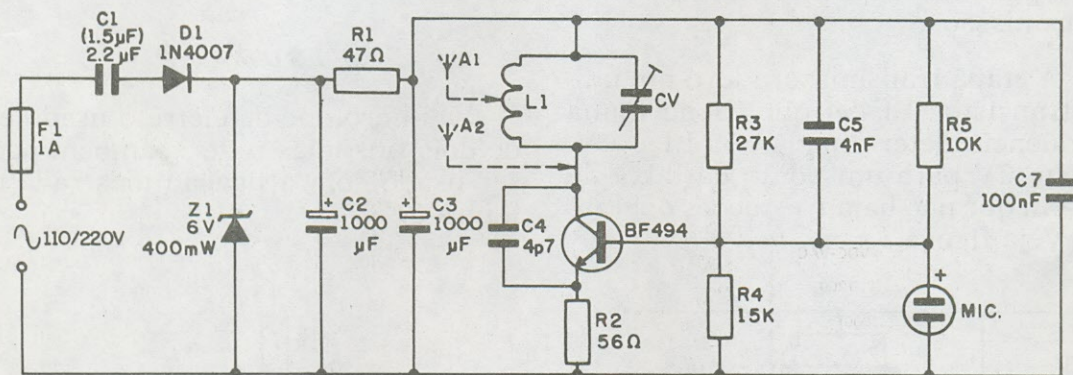 C1
(1.5µF)
2.2µF
D1
1N4007
F1
1A
110/220V
Z1
6V
400mW
R1
47Ω
C2
1000
µF
C3
1000
µF
A1
A2
L1
CV
C4
4p7
BF494
R2
56Ω
R3
27K
R4
15K
C5
4nF
R5
10K
MIC.
C7
100nF